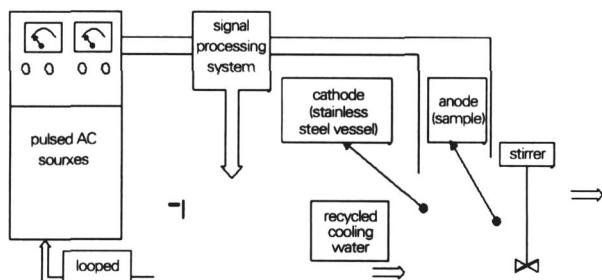 signal
processing
system
cathode
(stainless
steel vessel)
anode
(sample)
pulsed AC
sourxes
stirrer
recycled
cooling
water
looped